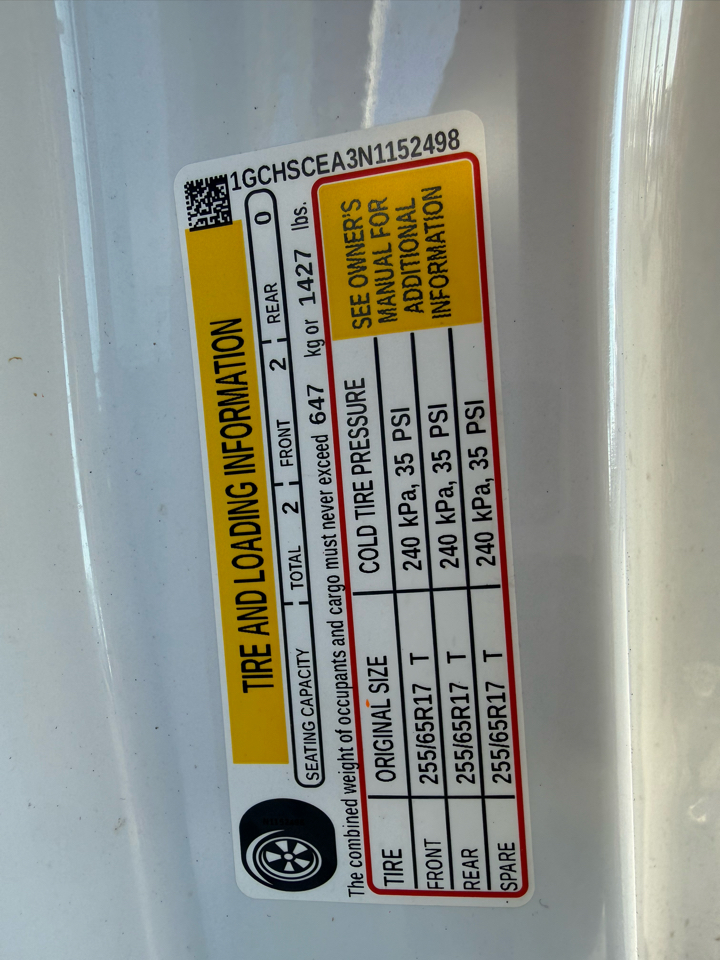 1GCHSCEA3N1152498
TIRE AND LOADING INFORMATION
SEATING CAPACITY TOTAL 2 FRONT 2 REAR 0
The combined weight of occupants and cargo must never exceed 647 kg or 1427 lbs.
TIRE ORIGINAL SIZE COLD TIRE PRESSURE
FRONT 255/65R17 T 240 kPa, 35 PSI
REAR 255/65R17 T 240 kPa, 35 PSI
SPARE 255/65R17 T 240 kPa, 35 PSI
SEE OWNER'S
MANUAL FOR
ADDITIONAL
INFORMATION